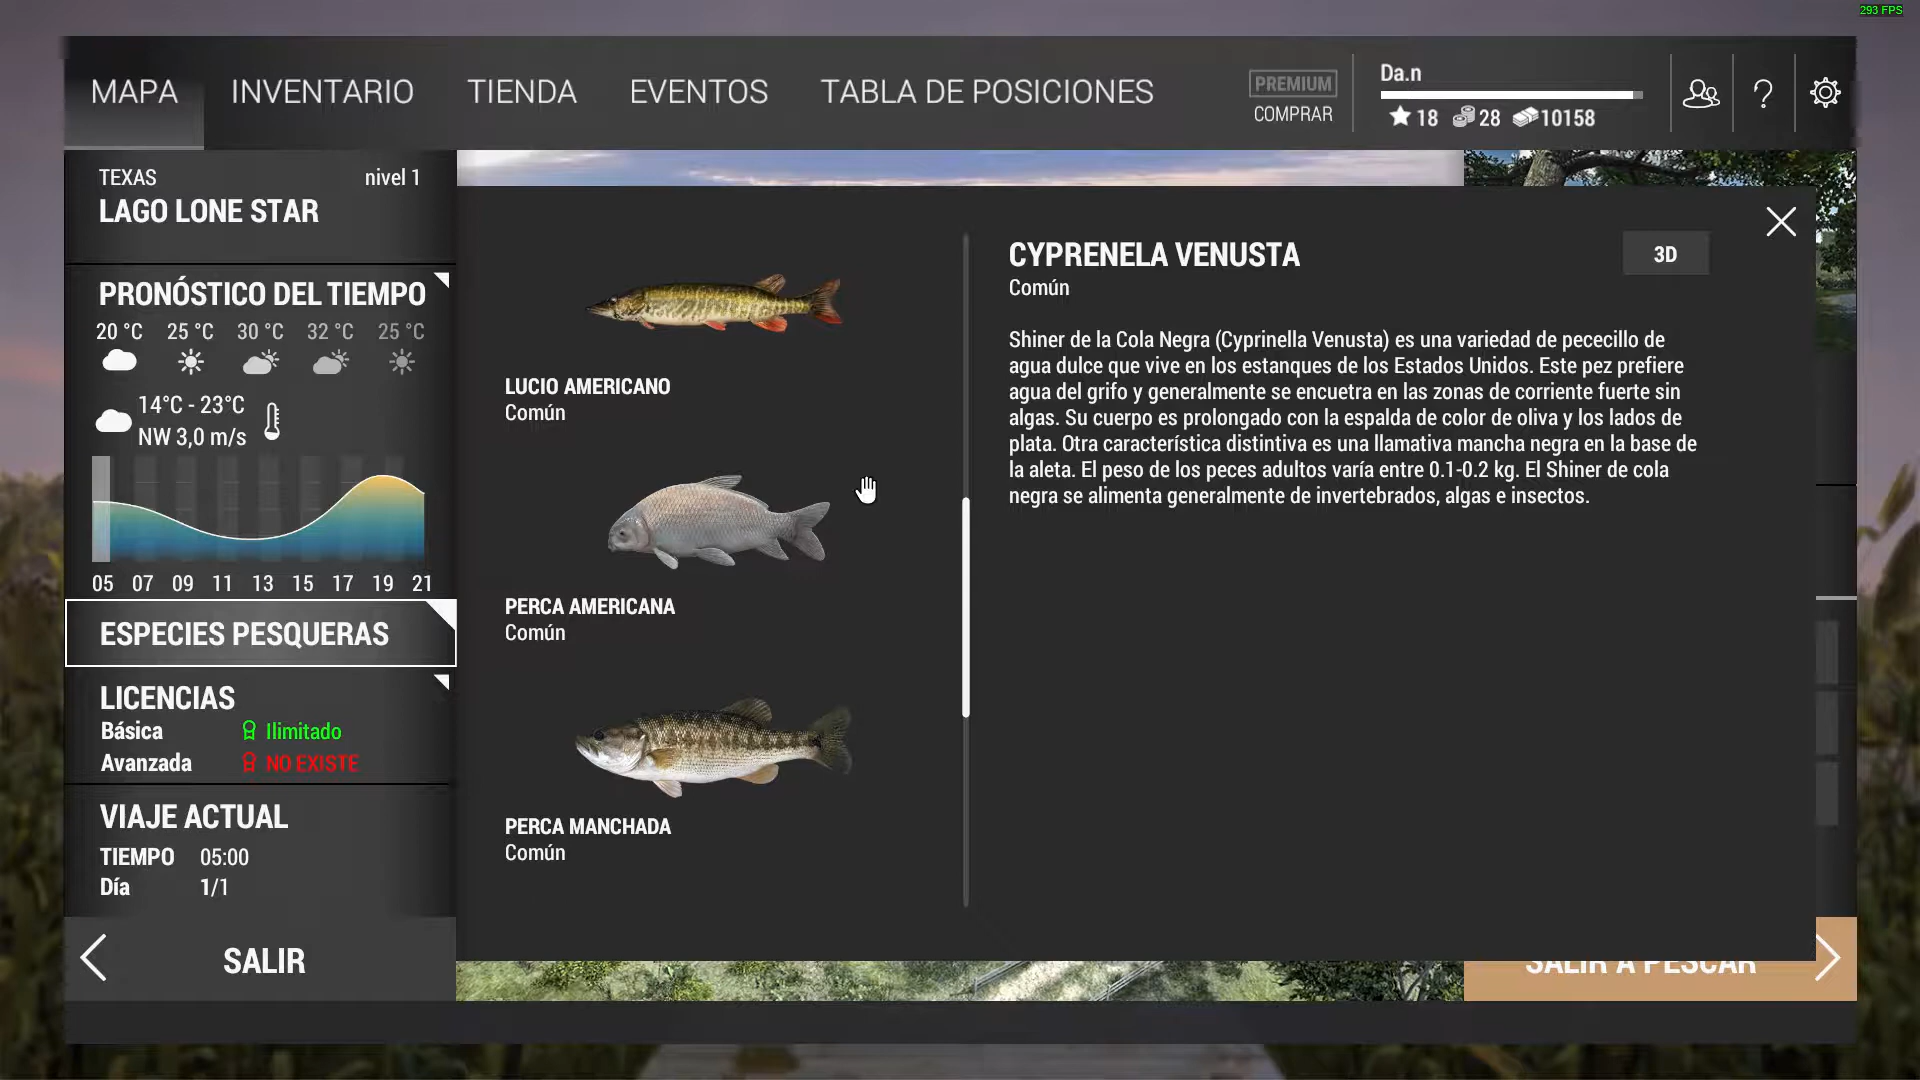 293 FPS
MAPA
INVENTARIO
TIENDA
EVENTOS
TABLA DE POSICIONES
PREMIUM
COMPRAR
Da.n
18
28
10158
TEXAS
nivel 1
LAGO LONE STAR
PRONÓSTICO DEL TIEMPO
20 °C
25 °C
30 °C
32 °C
25 °C
14°C - 23°C
NW 3,0 m/s
05
07
09
11
13
15
17
19
21
ESPECIES PESQUERAS
LICENCIAS
Básica
Ilimitado
Avanzada
NO EXISTE
VIAJE ACTUAL
TIEMPO
05:00
Día
1/1
SALIR
LUCIO AMERICANO
Común
PERCA AMERICANA
Común
PERCA MANCHADA
Común
CYPRENELA VENUSTA
3D
Común
Shiner de la Cola Negra (Cyprinella Venusta) es una variedad de pececillo de
agua dulce que vive en los estanques de los Estados Unidos. Este pez prefiere
agua del grifo y generalmente se encuetra en las zonas de corriente fuerte sin
algas. Su cuerpo es prolongado con la espalda de color de oliva y los lados de
plata. Otra característica distintiva es una llamativa mancha negra en la base de
la aleta. El peso de los peces adultos varía entre 0.1-0.2 kg. El Shiner de cola
negra se alimenta generalmente de invertebrados, algas e insectos.
SALIR A PESCAR